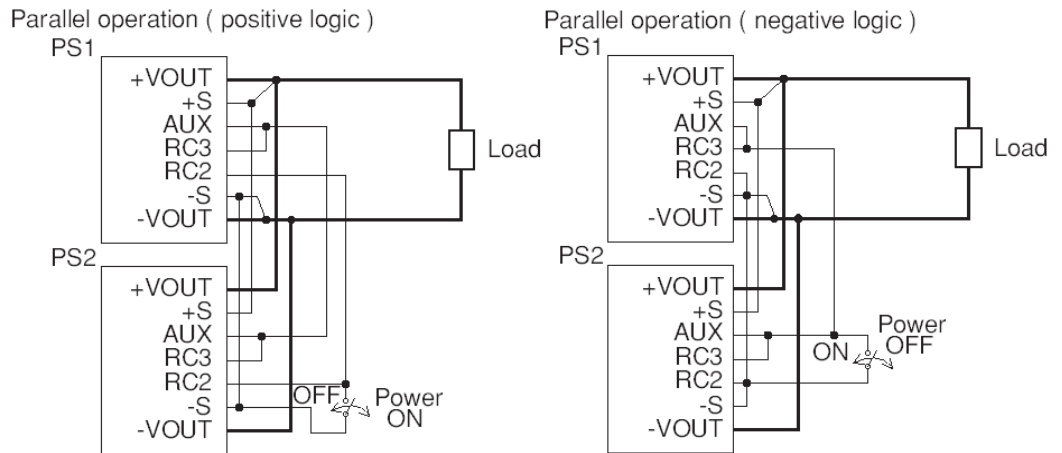 Parallel operation ( positive logic )
PS1
+VOUT
+S
AUX
RC3
RC2
-S
-VOUT
Load
PS2
+VOUT
+S
AUX
RC3
RC2
-S
-VOUT
OFF
Power
ON
Parallel operation ( negative logic )
PS1
+VOUT
+S
AUX
RC3
RC2
-S
-VOUT
Load
PS2
+VOUT
+S
AUX
RC3
RC2
-S
-VOUT
ON
Power
OFF